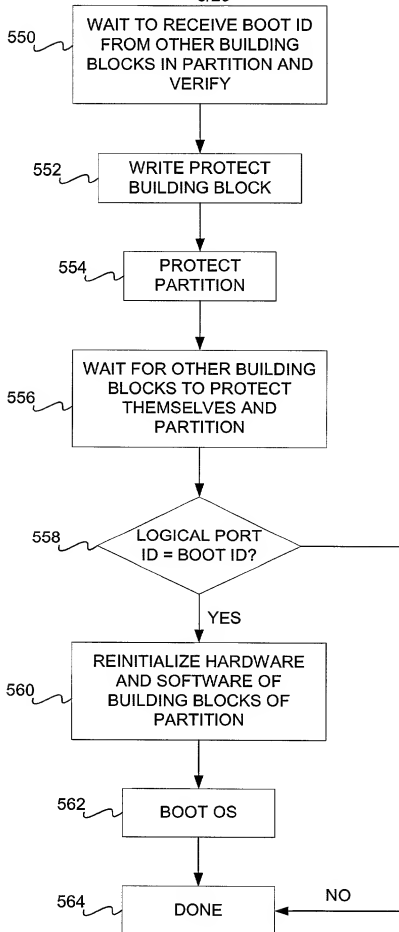 550
WAIT TO RECEIVE BOOT ID
FROM OTHER BUILDING
BLOCKS IN PARTITION AND
VERIFY
552
WRITE PROTECT
BUILDING BLOCK
554
PROTECT
PARTITION
556
WAIT FOR OTHER BUILDING
BLOCKS TO PROTECT
THEMSELVES AND
PARTITION
558
LOGICAL PORT
ID = BOOT ID?
YES
560
REINITIALIZE HARDWARE
AND SOFTWARE OF
BUILDING BLOCKS OF
PARTITION
562
BOOT OS
564
DONE
NO